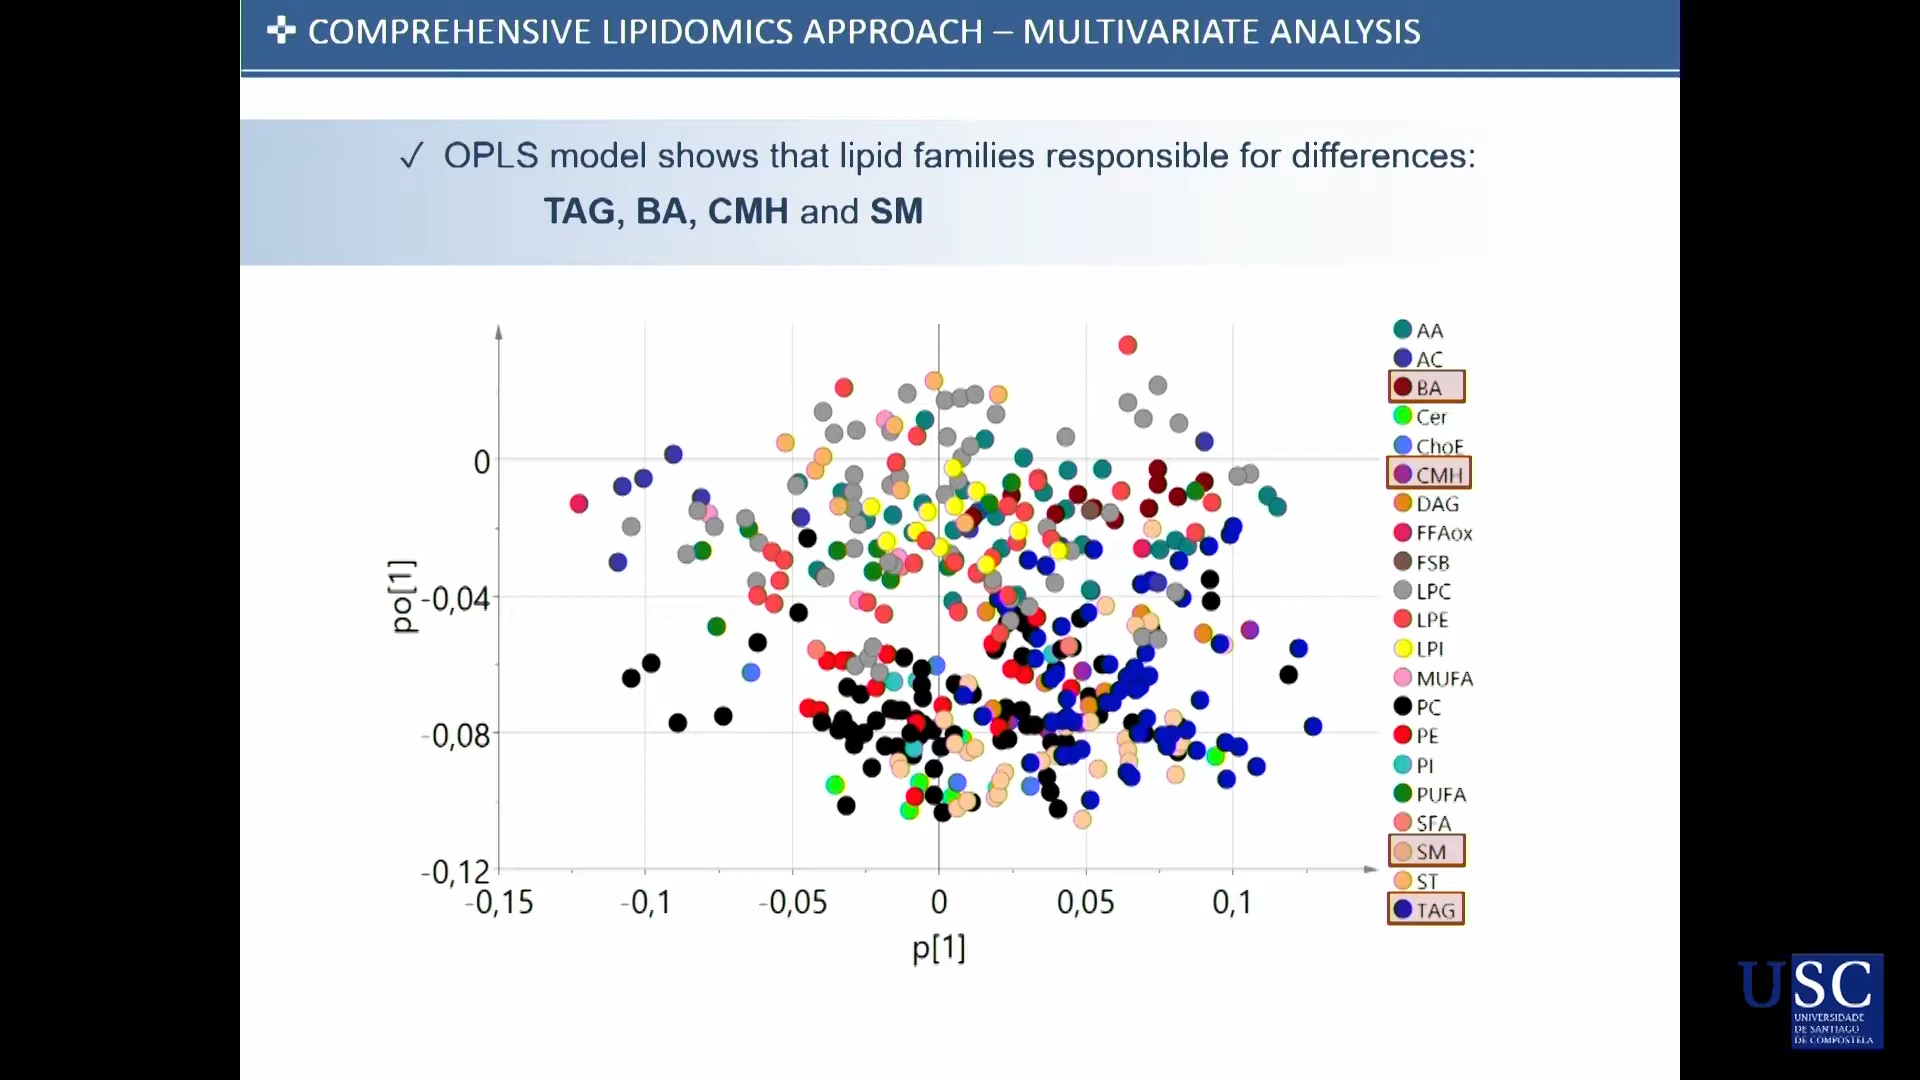 COMPREHENSIVE LIPIDOMICS APPROACH – MULTIVARIATE ANALYSIS
✓ OPLS model shows that lipid families responsible for differences:
TAG, BA, CMH and SM
po[1]
0
-0,04
-0,08
-0,12
-0,15
-0,1
-0,05
0
0,05
0,1
p[1]
AA
AC
BA
Cer
ChoE
CMH
DAG
FFAox
FSB
LPC
LPE
LPI
MUFA
PC
PE
PI
PUFA
SFA
SM
ST
TAG
USC
UNIVERSIDADE
DE SANTIAGO
DE COMPOSTELA